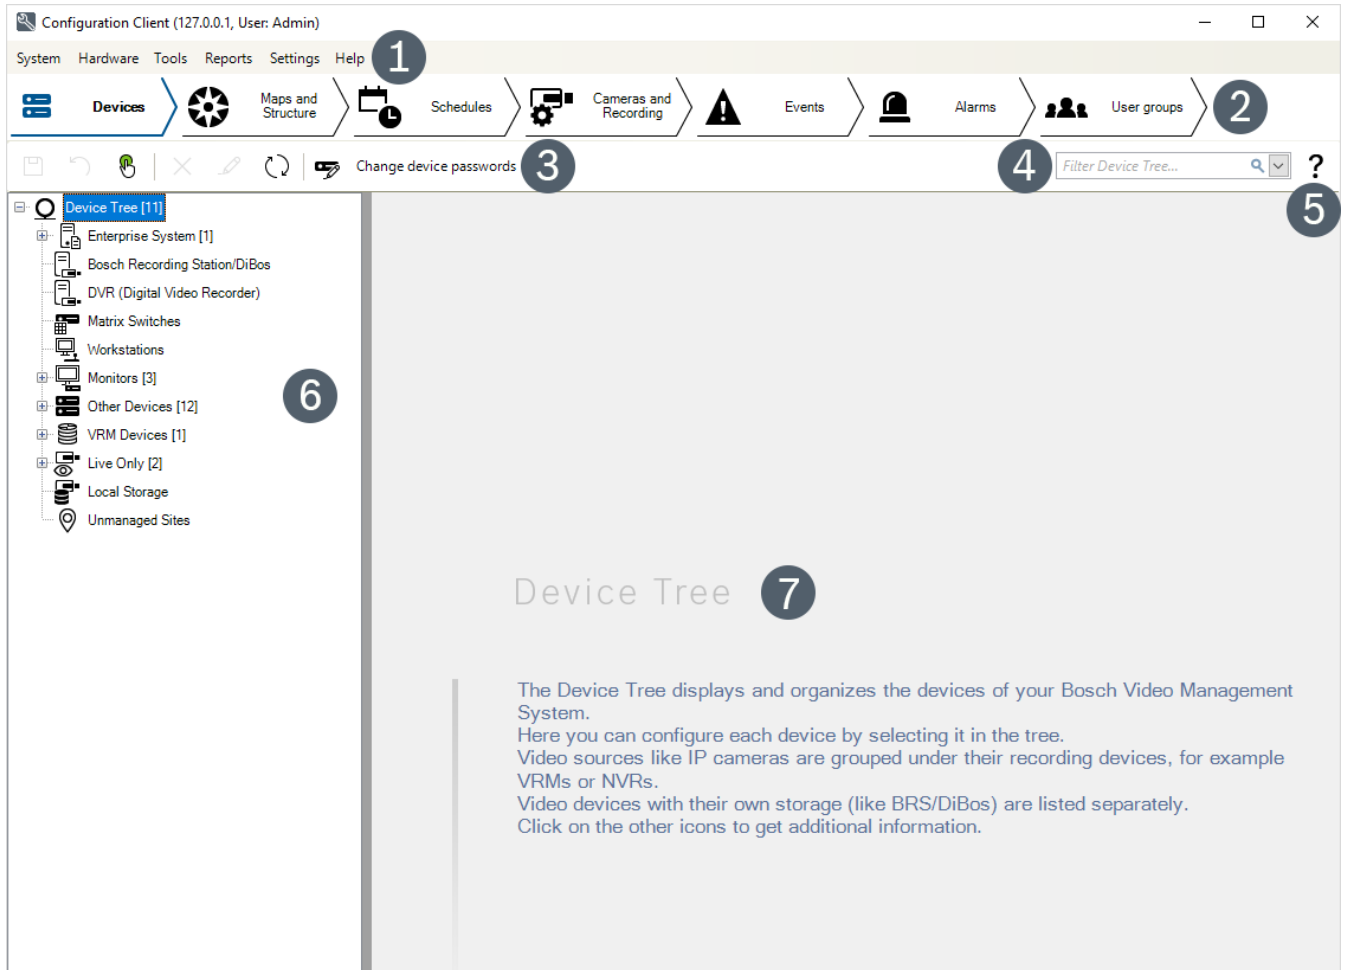 Configuration Client (127.0.0.1, User: Admin)
System Hardware Tools Reports Settings Help 1
Devices Maps and Structure Schedules Cameras and Recording Events Alarms User groups 2
Change device passwords 3 4 Filter Device Tree... ?
5
Device Tree [11]
Enterprise System [1]
Bosch Recording Station/DiBos
DVR (Digital Video Recorder)
Matrix Switches
Workstations
Monitors [3]
6
Other Devices [12]
VRM Devices [1]
Live Only [2]
Local Storage
Unmanaged Sites
Device Tree 7
The Device Tree displays and organizes the devices of your Bosch Video Management
System.
Here you can configure each device by selecting it in the tree.
Video sources like IP cameras are grouped under their recording devices, for example
VRMs or NVRs.
Video devices with their own storage (like BRS/DiBos) are listed separately.
Click on the other icons to get additional information.